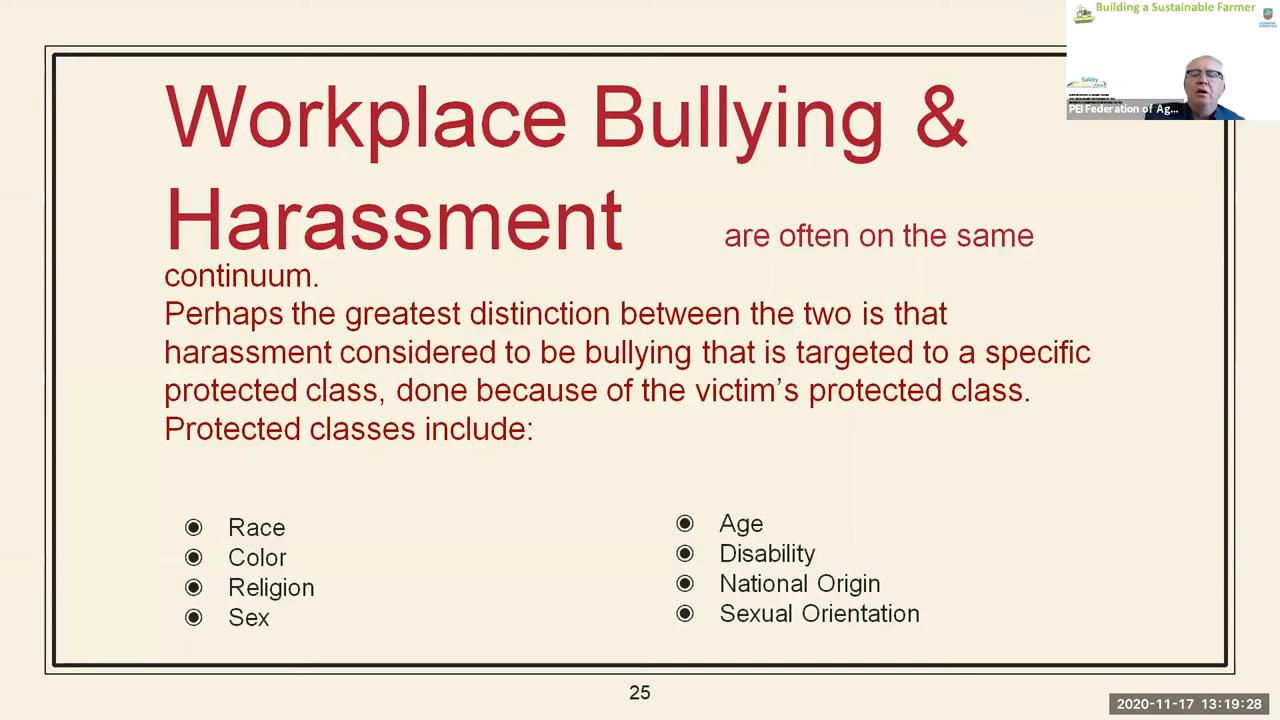 Building a Sustainable Farmer
Safety
PEI Federation of Ag...
Workplace Bullying &
Harassment are often on the same
continuum.
Perhaps the greatest distinction between the two is that
harassment considered to be bullying that is targeted to a specific
protected class, done because of the victim’s protected class.
Protected classes include:
Race
Color
Religion
Sex
Age
Disability
National Origin
Sexual Orientation
25
2020-11-17 13:19:28